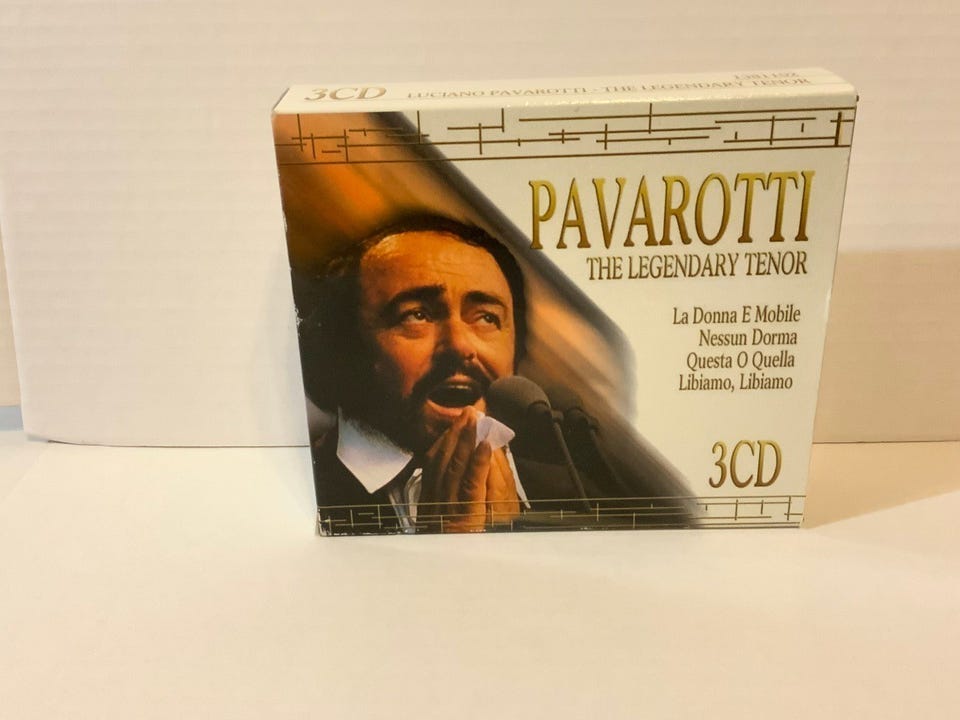 3CD LUCIANO PAVAROTTI - THE LEGENDARY TENOR
PAVAROTTI
THE LEGENDARY TENOR
La Donna E Mobile
Nessun Dorma
Questa O Quella
Libiamo, Libiamo
3CD